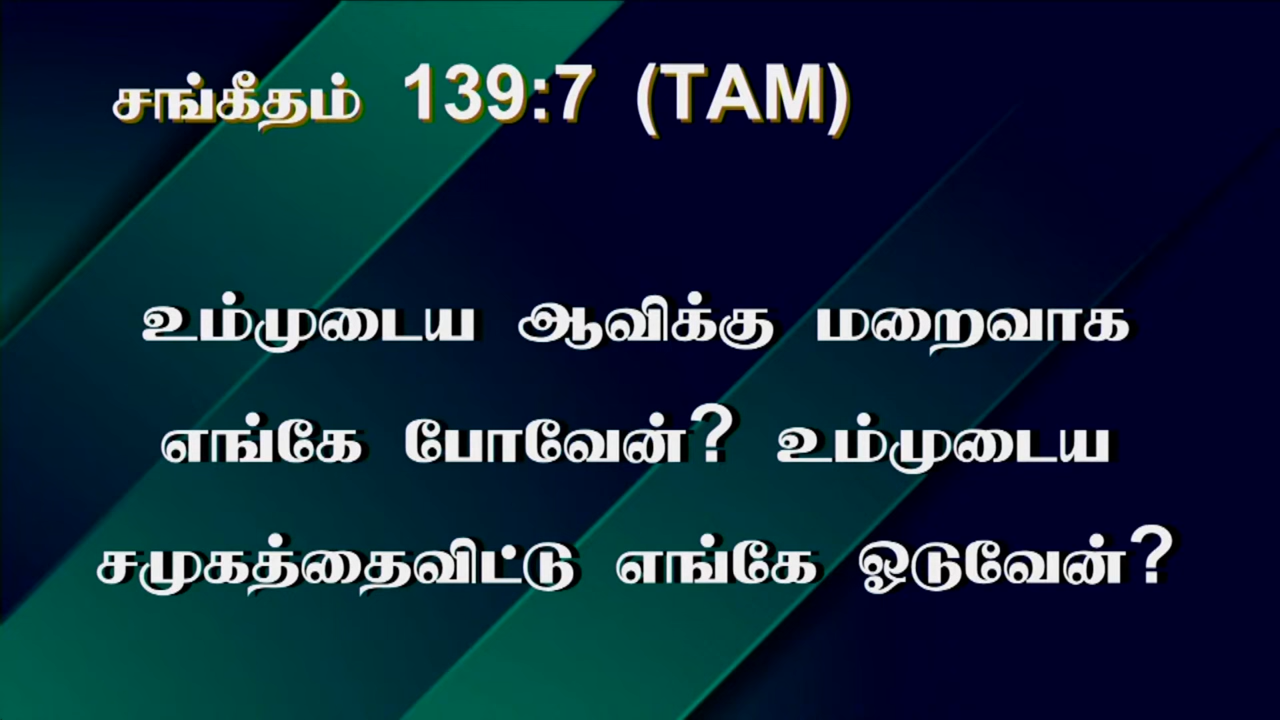 சங்கீதம் 139:7 (TAM)
உம்முடைய ஆவிக்கு மறைவாக
எங்கே போவேன்? உம்முடைய
சமுகத்தைவிட்டு எங்கே ஓடுவேன்?